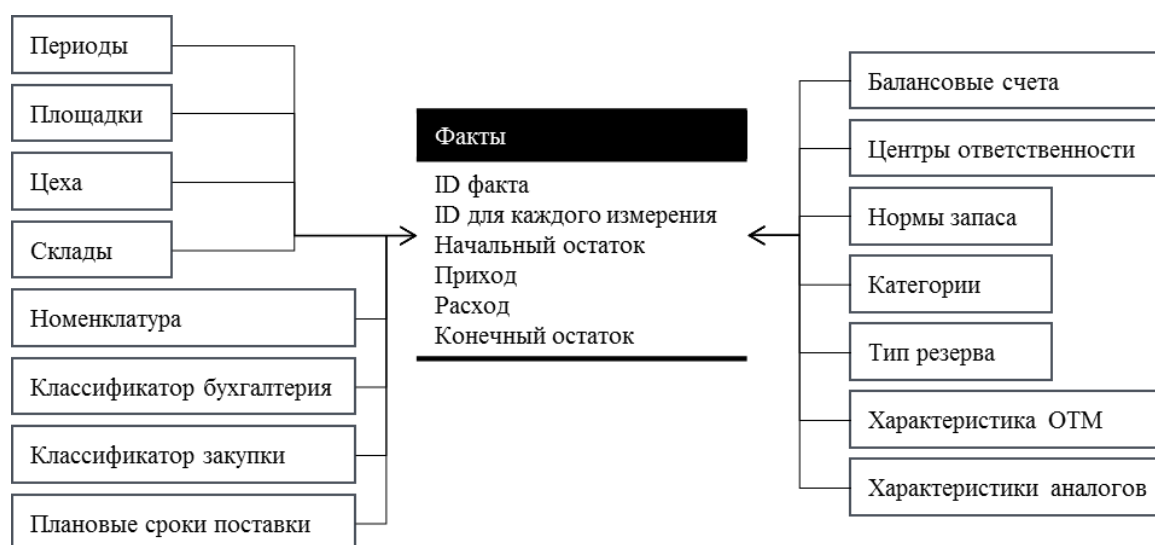 Периоды
Площадки
Цеха
Склады
Номенклатура
Классификатор бухгалтерия
Классификатор закупки
Плановые сроки поставки
Факты
ID факта
ID для каждого измерения
Начальный остаток
Приход
Расход
Конечный остаток
Балансовые счета
Центры ответственности
Нормы запаса
Категории
Тип резерва
Характеристика ОТМ
Характеристики аналогов